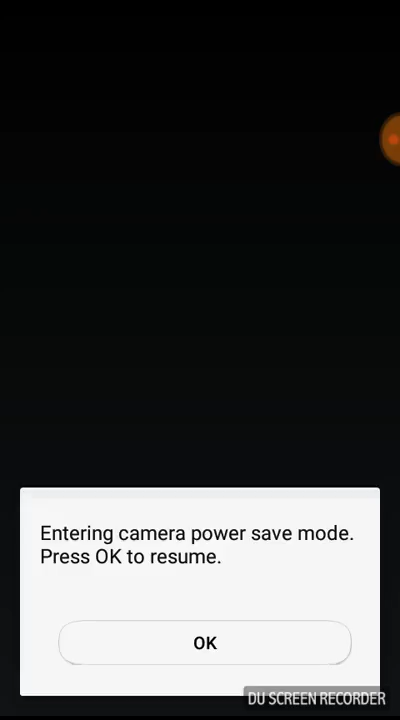 Entering camera power save mode.
Press OK to resume.
OK
DU SCREEN RECORDER